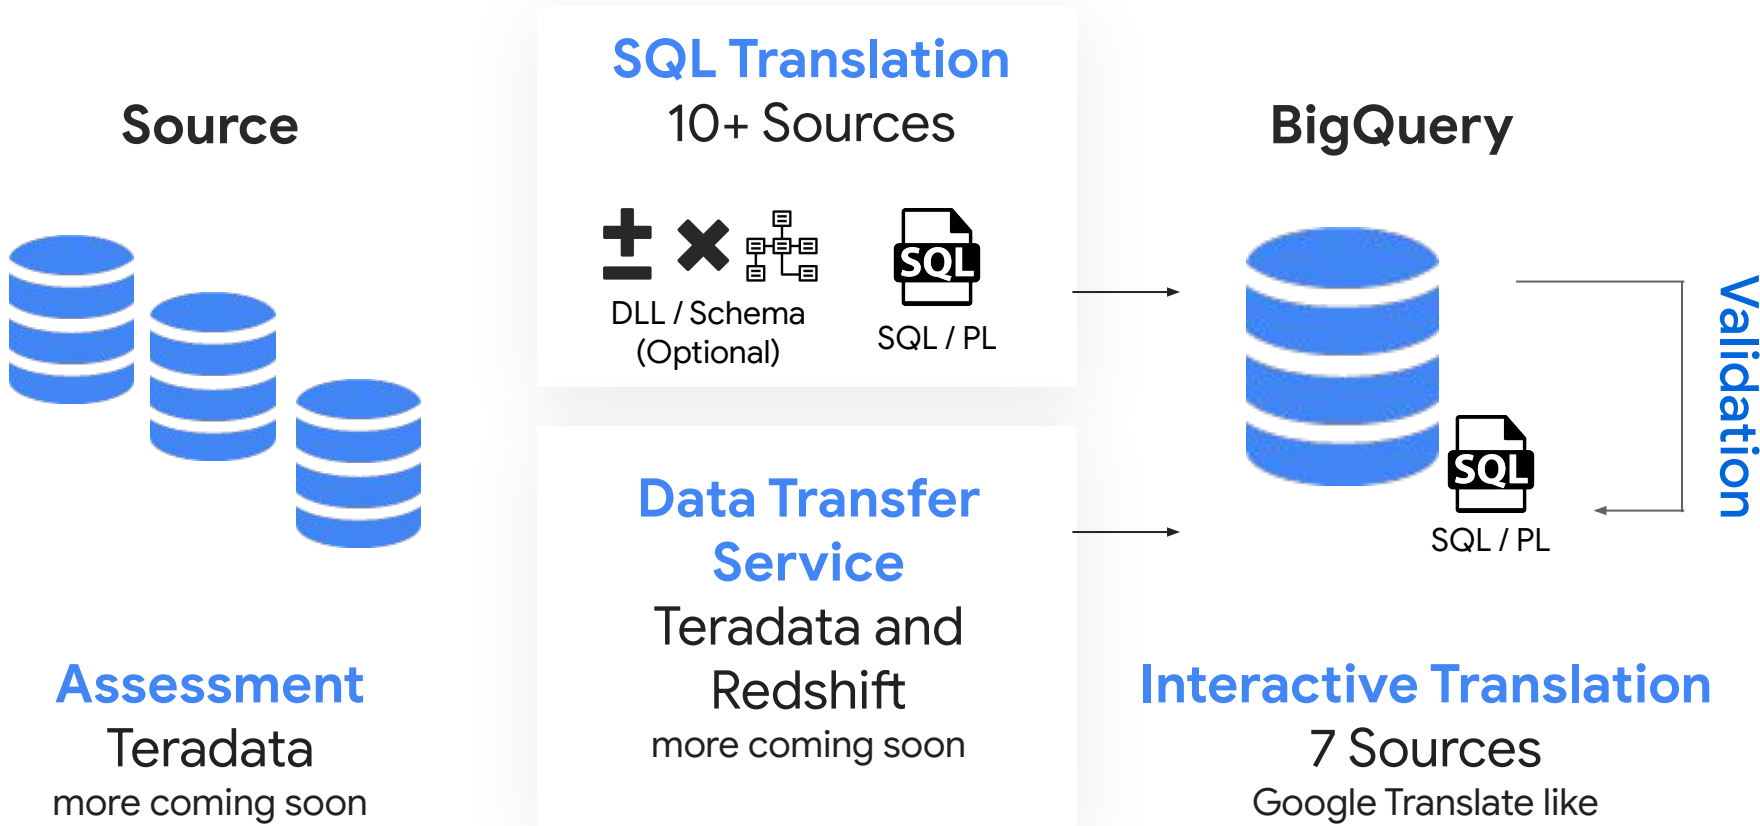 Source
Assessment
Teradata
more coming soon
SQL Translation
10+ Sources
DLL / Schema
(Optional)
SQL
SQL / PL
Data Transfer
Service
Teradata and
Redshift
more coming soon
BigQuery
SQL
SQL / PL
Validation
Interactive Translation
7 Sources
Google Translate like